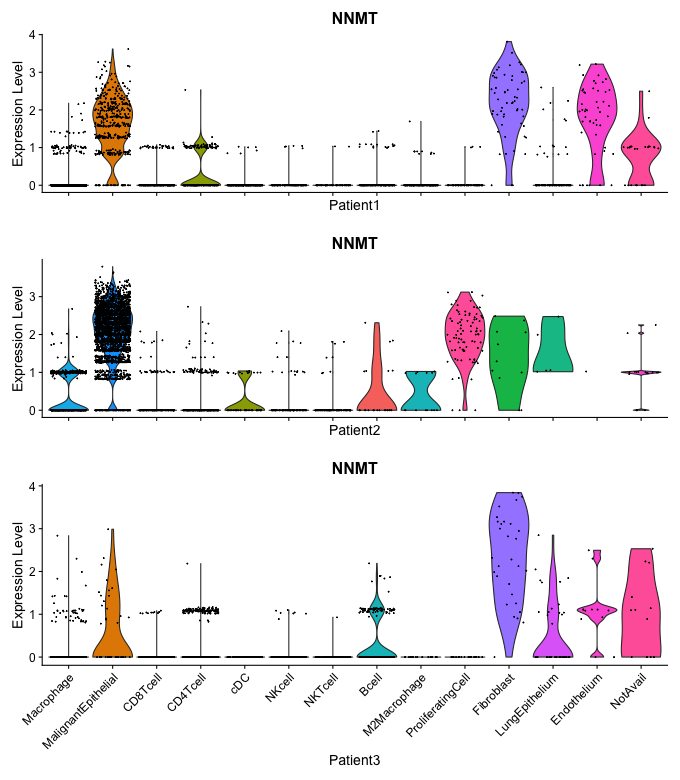 NNMT
Expression Level
4
3
2
1
0
Patient1
NNMT
Expression Level
3
2
1
0
Patient2
NNMT
Expression Level
4
3
2
1
0
Macrophage
MalignantEpithelial
CD8Tcell
CD4Tcell
cDC
NKcell
NKTcell
Bcell
M2Macrophage
ProliferatingCell
Fibroblast
LungEpithelium
Endothelium
NotAvail
Patient3